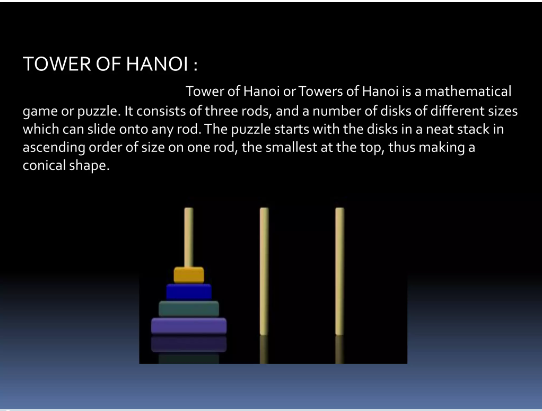 TOWER OF HANOI :
Tower of Hanoi or Towers of Hanoi is a mathematical
game or puzzle. It consists of three rods, and a number of disks of different sizes
which can slide onto any rod. The puzzle starts with the disks in a neat stack in
ascending order of size on one rod, the smallest at the top, thus making a
conical shape.